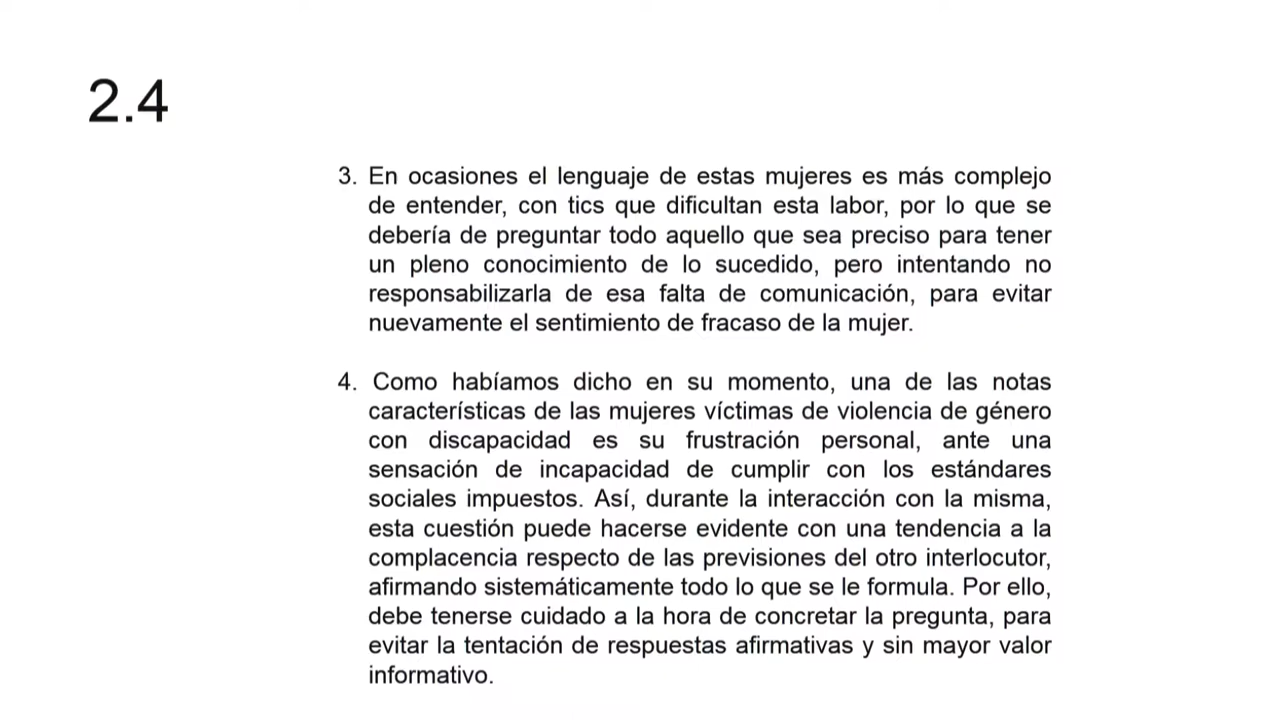 2.4
3. En ocasiones el lenguaje de estas mujeres es más complejo
de entender, con tics que dificultan esta labor, por lo que se
debería de preguntar todo aquello que sea preciso para tener
un pleno conocimiento de lo sucedido, pero intentando no
responsabilizarla de esa falta de comunicación, para evitar
nuevamente el sentimiento de fracaso de la mujer.
4. Como habíamos dicho en su momento, una de las notas
características de las mujeres víctimas de violencia de género
con discapacidad es su frustración personal, ante una
sensación de incapacidad de cumplir con los estándares
sociales impuestos. Así, durante la interacción con la misma,
esta cuestión puede hacerse evidente con una tendencia a la
complacencia respecto de las previsiones del otro interlocutor,
afirmando sistemáticamente todo lo que se le formula. Por ello,
debe tenerse cuidado a la hora de concretar la pregunta, para
evitar la tentación de respuestas afirmativas y sin mayor valor
informativo.